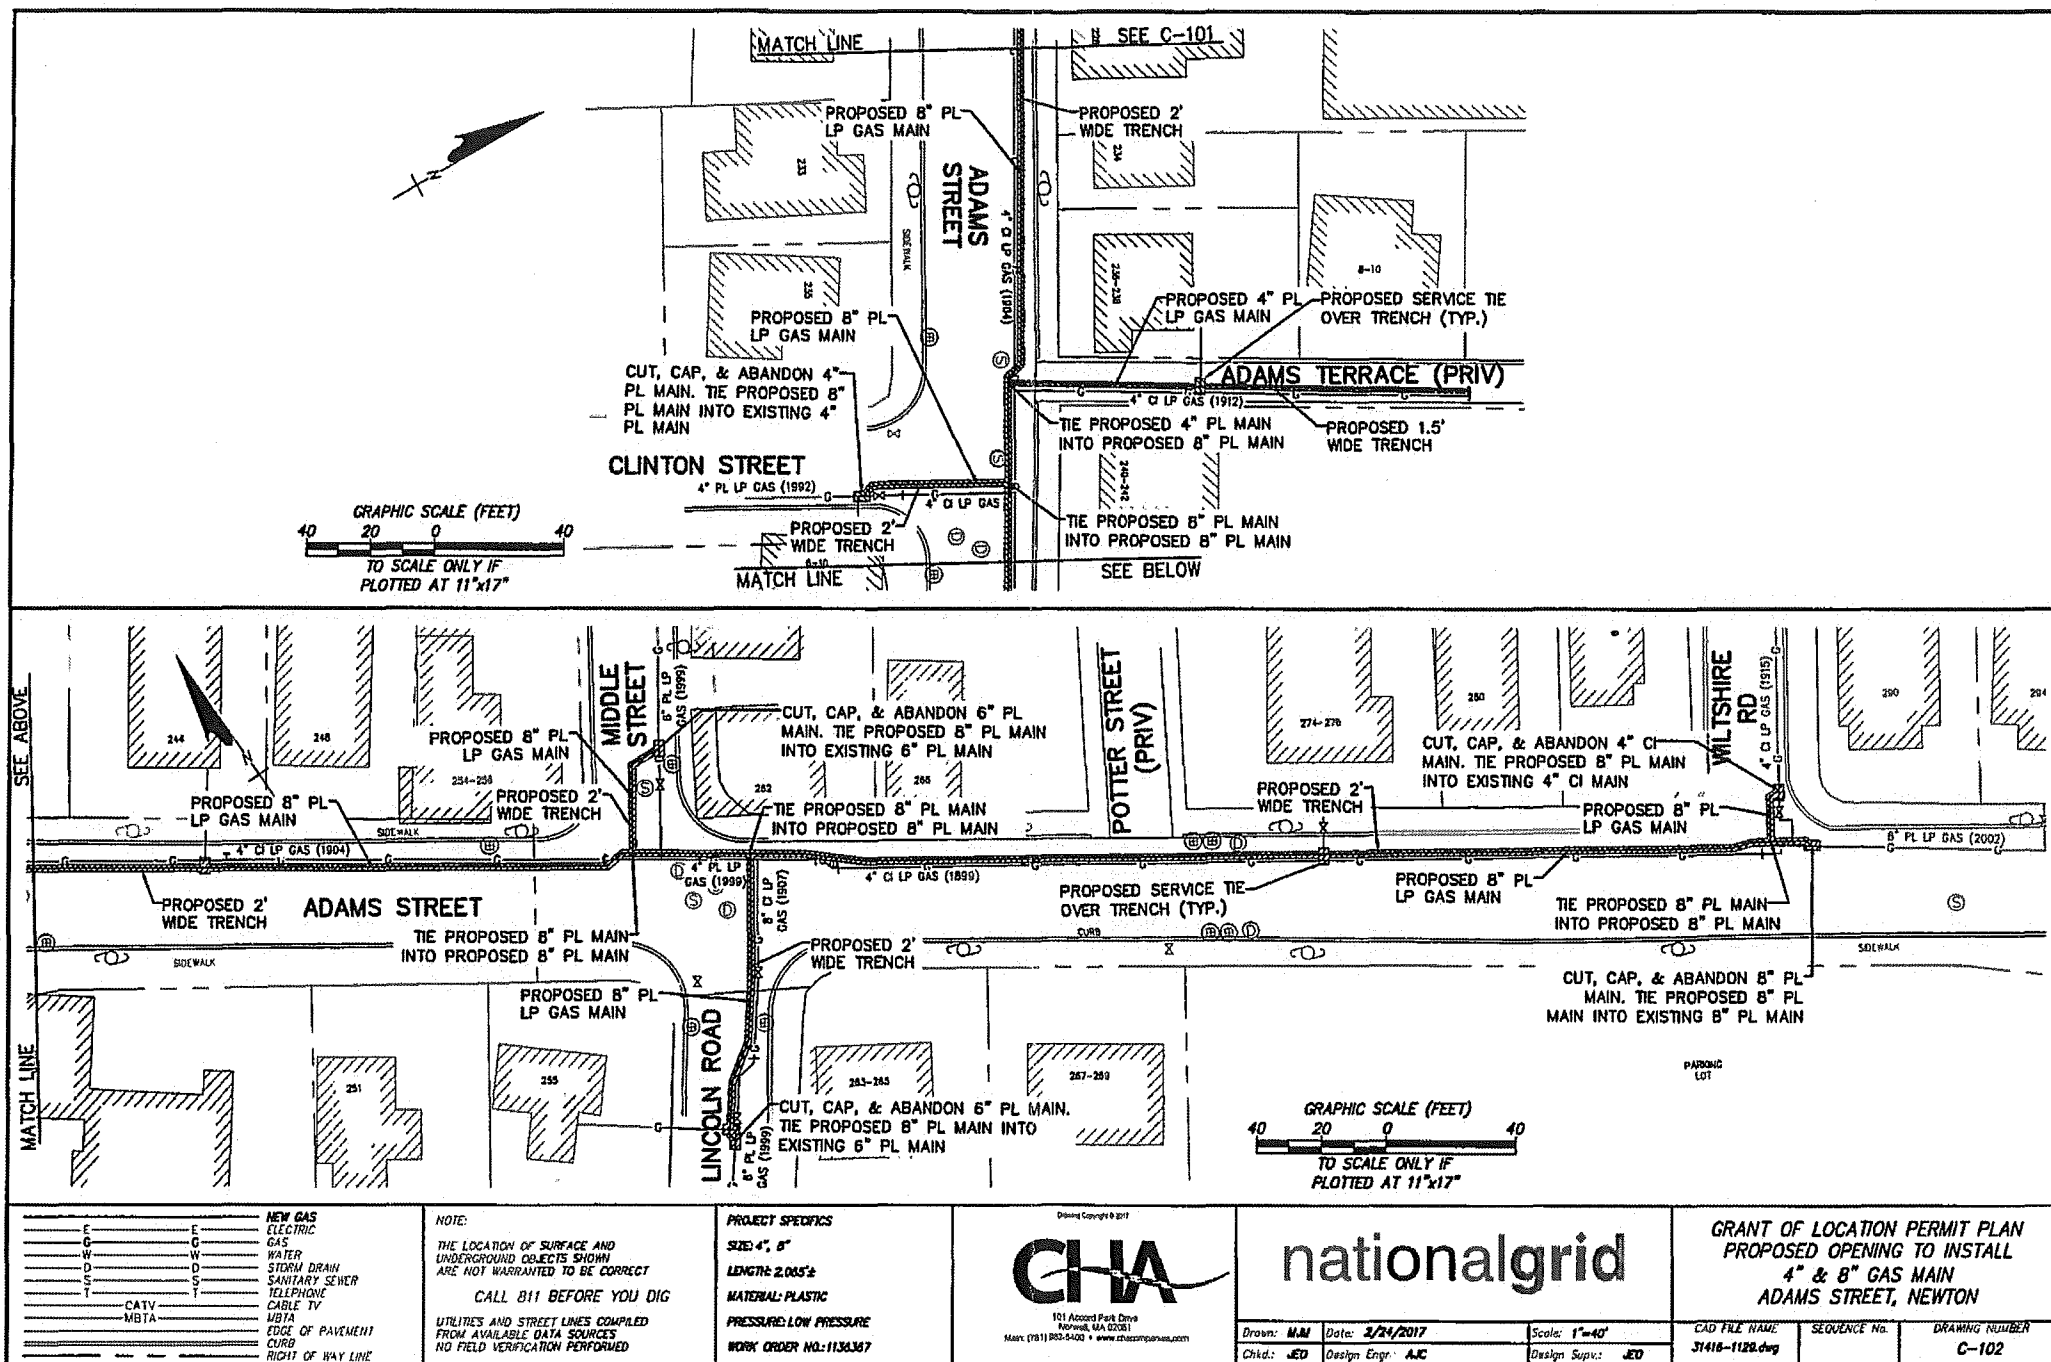 MATCH LINE
SEE C-101
PROPOSED 8" PL
LP GAS MAIN
PROPOSED 2'
WIDE TRENCH
N
233
234
ADAMS
STREET
SIDEWALK
4" CI LP GAS (1904)
235
236-238
8-10
PROPOSED 8" PL
LP GAS MAIN
PROPOSED 4" PL
LP GAS MAIN
PROPOSED SERVICE TIE
OVER TRENCH (TYP.)
CUT, CAP, & ABANDON 4"
PL MAIN. TIE PROPOSED 8"
PL MAIN INTO EXISTING 4"
PL MAIN
ADAMS TERRACE (PRIV)
4" CI LP GAS (1912)
TIE PROPOSED 4" PL MAIN
INTO PROPOSED 8" PL MAIN
PROPOSED 1.5'
WIDE TRENCH
CLINTON STREET
4" PL LP GAS (1992)
4" CI LP GAS
240-242
PROPOSED 2'
WIDE TRENCH
TIE PROPOSED 8" PL MAIN
INTO PROPOSED 8" PL MAIN
GRAPHIC SCALE (FEET)
40 20 0 40
TO SCALE ONLY IF
PLOTTED AT 11"x17"
MATCH LINE
SEE BELOW
SEE ABOVE
MATCH LINE
244
248
254-256
N
MIDDLE
STREET
6" PL LP
GAS (1999)
PROPOSED 8" PL
LP GAS MAIN
CUT, CAP, & ABANDON 6" PL
MAIN. TIE PROPOSED 8" PL MAIN
INTO EXISTING 6" PL MAIN
262
266
POTTER STREET
(PRIV)
274-276
280
WILTSHIRE
RD
4" CI LP GAS (1915)
290
294
CUT, CAP, & ABANDON 4" CI
MAIN. TIE PROPOSED 8" PL MAIN
INTO EXISTING 4" CI MAIN
PROPOSED 8" PL
LP GAS MAIN
PROPOSED 2'
WIDE TRENCH
TIE PROPOSED 8" PL MAIN
INTO PROPOSED 8" PL MAIN
PROPOSED 2'
WIDE TRENCH
PROPOSED 8" PL
LP GAS MAIN
SIDEWALK
4" CI LP GAS (1904)
4" PL LP
GAS (1999)
8" CI LP
GAS (1907)
4" CI LP GAS (1899)
8" PL LP GAS (2002)
PROPOSED 2'
WIDE TRENCH
ADAMS STREET
TIE PROPOSED 8" PL MAIN
INTO PROPOSED 8" PL MAIN
PROPOSED 2'
WIDE TRENCH
PROPOSED SERVICE TIE
OVER TRENCH (TYP.)
PROPOSED 8" PL
LP GAS MAIN
TIE PROPOSED 8" PL MAIN
INTO PROPOSED 8" PL MAIN
SIDEWALK
CURB
SIDEWALK
PROPOSED 8" PL
LP GAS MAIN
CUT, CAP, & ABANDON 8" PL
MAIN. TIE PROPOSED 8" PL
MAIN INTO EXISTING 8" PL MAIN
LINCOLN ROAD
251
255
263-265
267-269
PARKING
LOT
CUT, CAP, & ABANDON 6" PL MAIN.
TIE PROPOSED 8" PL MAIN INTO
EXISTING 6" PL MAIN
GAS (1999)
GRAPHIC SCALE (FEET)
40 20 0 40
TO SCALE ONLY IF
PLOTTED AT 11"x17"
NEW GAS
E E ELECTRIC
G G GAS
W W WATER
D D STORM DRAIN
S S SANITARY SEWER
T T TELEPHONE
CATV CABLE TV
MBTA MBTA
EDGE OF PAVEMENT
CURB
RIGHT OF WAY LINE
NOTE:
THE LOCATION OF SURFACE AND
UNDERGROUND OBJECTS SHOWN
ARE NOT WARRANTED TO BE CORRECT
CALL 811 BEFORE YOU DIG
UTILITIES AND STREET LINES COMPILED
FROM AVAILABLE DATA SOURCES
NO FIELD VERIFICATION PERFORMED
PROJECT SPECIFICS
SIZE: 4", 8"
LENGTH: 2,065'±
MATERIAL: PLASTIC
PRESSURE: LOW PRESSURE
WORK ORDER NO.: 1136367
Drawing Copyright © 2017
CHA
101 Accord Park Drive
Norwell, MA 02061
Main: (781) 982-5400 • www.chacompanies.com
nationalgrid
Drawn: MJM Date: 2/24/2017 Scale: 1"=40'
Chkd.: JEO Design Engr: AJC Design Supv.: JEO
GRANT OF LOCATION PERMIT PLAN
PROPOSED OPENING TO INSTALL
4" & 8" GAS MAIN
ADAMS STREET, NEWTON
CAD FILE NAME
31416-1129.dwg
SEQUENCE No.
DRAWING NUMBER
C-102